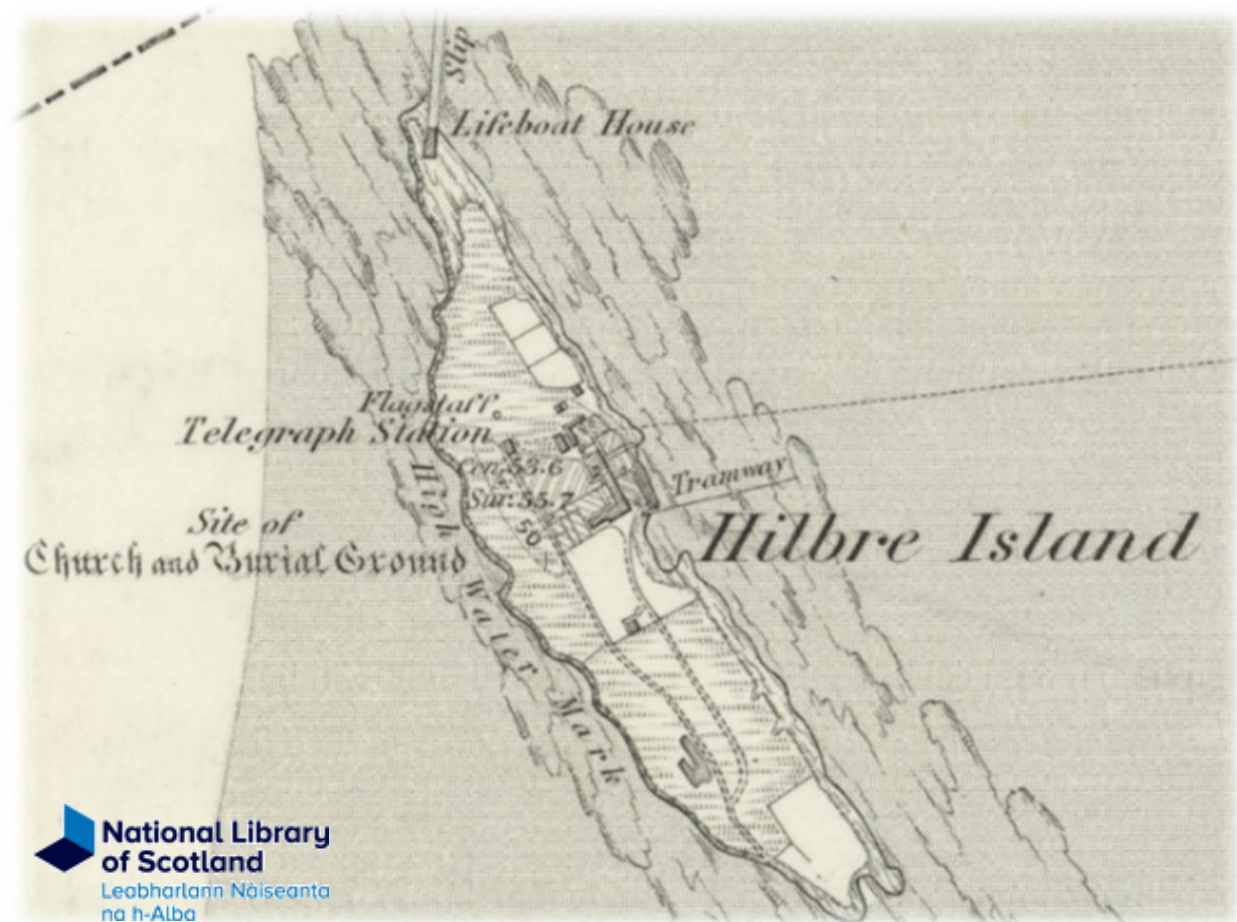 Slip
Lifeboat House
Flagstaff
Telegraph Station
Cen. 53.6
Sur. 55.7
50
High Water Mark
Tramway
Site of
Church and Burial Ground
Hilbre Island
National Library
of Scotland
Leabharlann Nàiseanta
na h-Alba